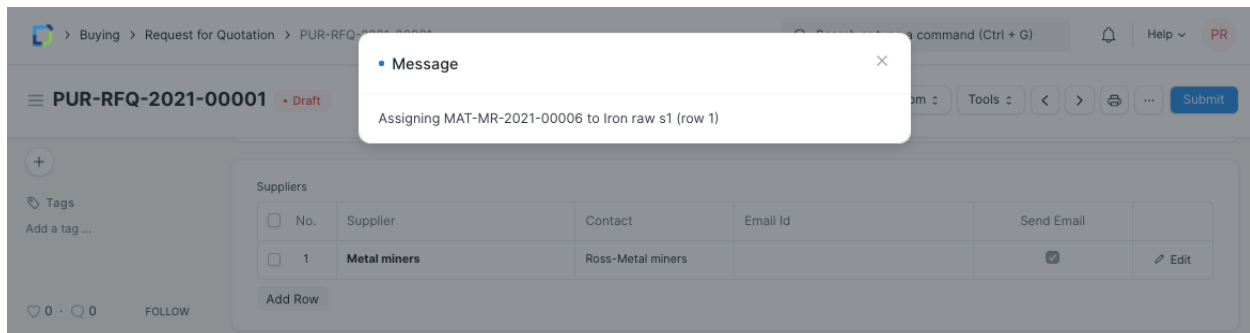 Buying > Request for Quotation > PUR-RFQ-2021-00001
a command (Ctrl + G)
Help
PR
Message
Assigning MAT-MR-2021-00006 to Iron raw s1 (row 1)
PUR-RFQ-2021-00001
• Draft
Tools
Submit
Tags
Add a tag ...
0 · 0
FOLLOW
Suppliers
No. Supplier Contact Email Id Send Email
1 Metal miners Ross-Metal miners Edit
Add Row